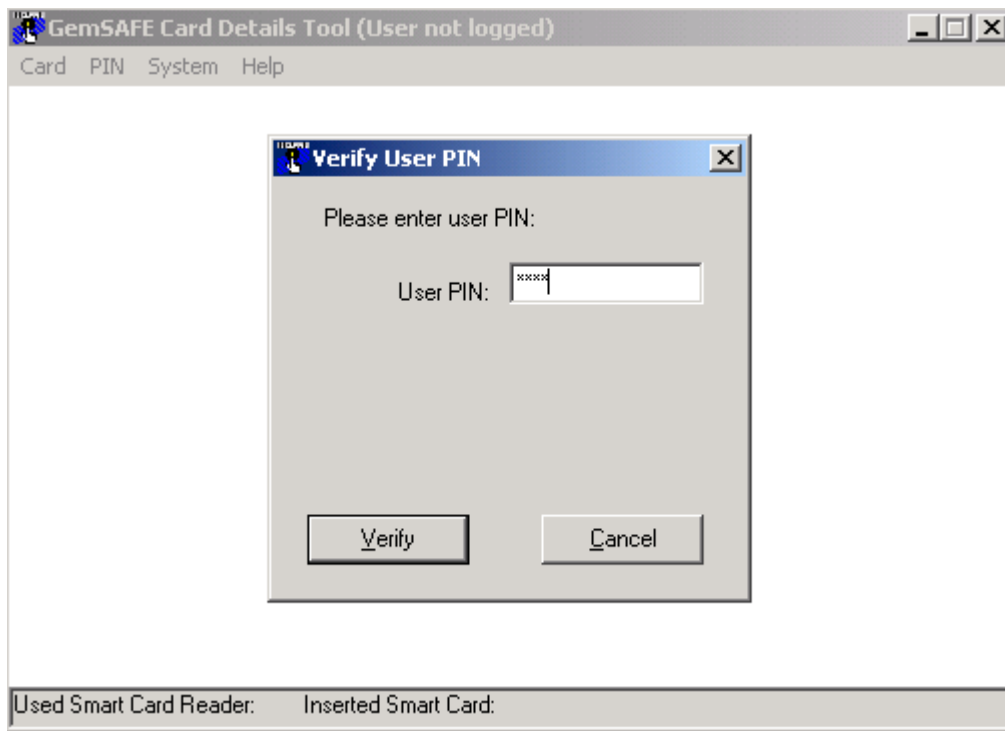 GemSAFE Card Details Tool (User not logged)
Card PIN System Help
Verify User PIN
Please enter user PIN:
User PIN: xxxx
Verify Cancel
Used Smart Card Reader: Inserted Smart Card: